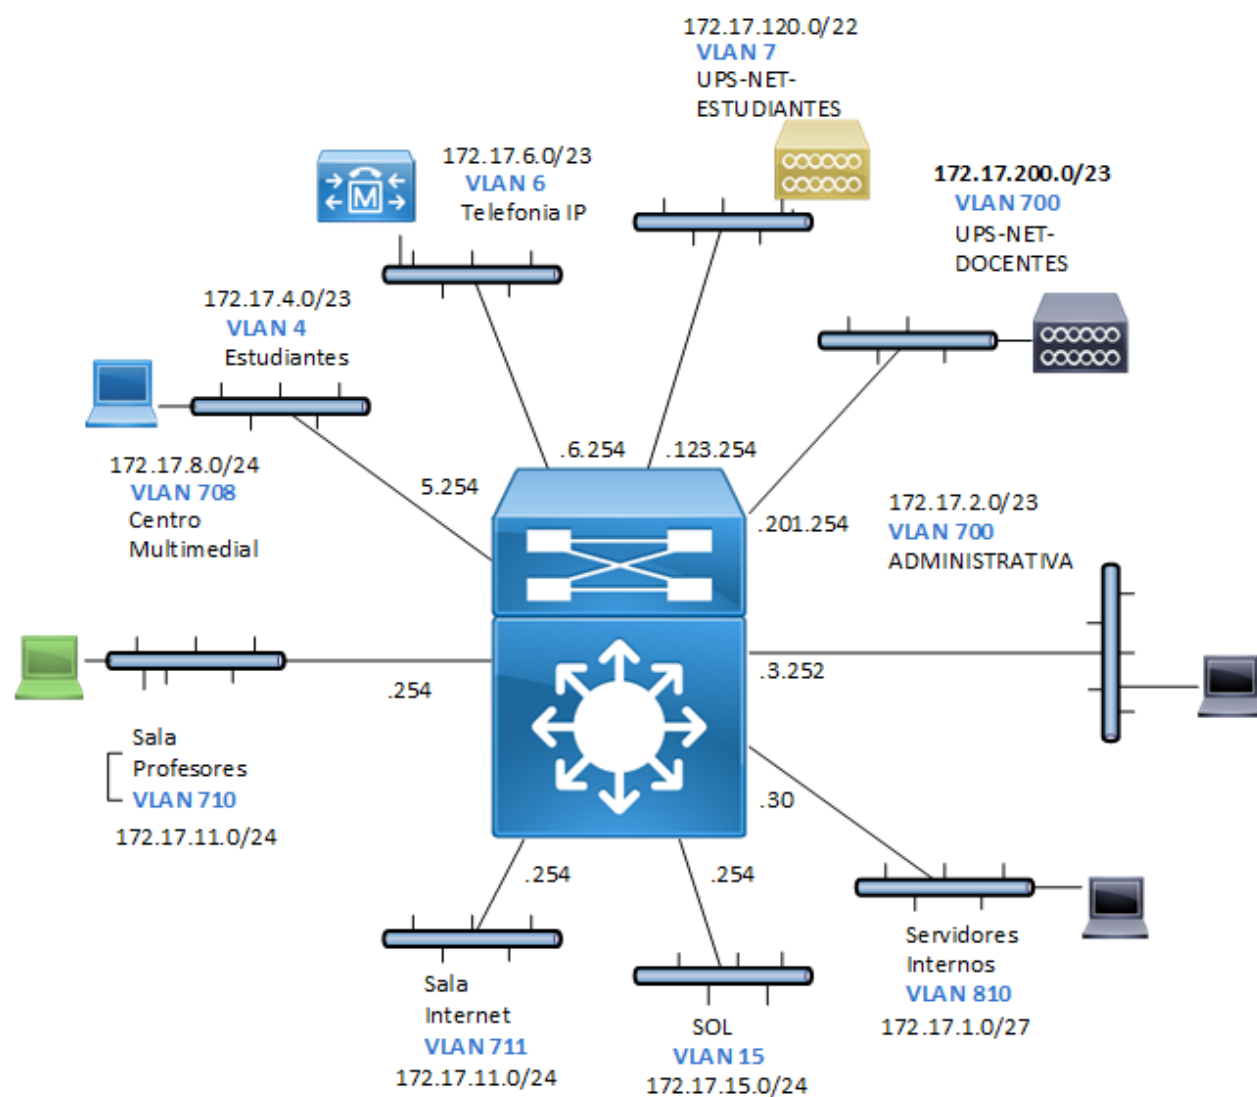 172.17.120.0/22
VLAN 7
UPS-NET-
ESTUDIANTES
172.17.6.0/23
VLAN 6
Telefonia IP
172.17.200.0/23
VLAN 700
UPS-NET-
DOCENTES
172.17.4.0/23
VLAN 4
Estudiantes
172.17.8.0/24
VLAN 708
Centro
Multimedial
5.254
.6.254
.123.254
.201.254
172.17.2.0/23
VLAN 700
ADMINISTRATIVA
.254
.3.252
Sala
Profesores
VLAN 710
172.17.11.0/24
.30
.254
.254
Sala
Internet
VLAN 711
172.17.11.0/24
SOL
VLAN 15
172.17.15.0/24
Servidores
Internos
VLAN 810
172.17.1.0/27
M